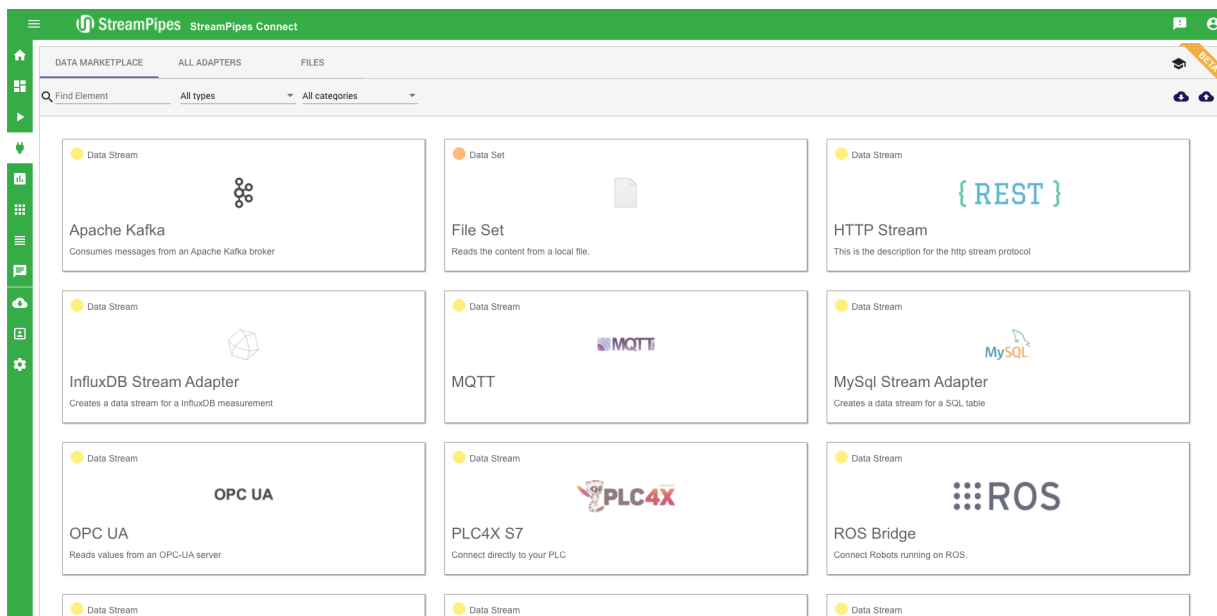 StreamPipes StreamPipes Connect
BETA
DATA MARKETPLACE ALL ADAPTERS FILES
Find Element All types All categories
Data Stream
Apache Kafka
Consumes messages from an Apache Kafka broker
Data Set
File Set
Reads the content from a local file.
Data Stream
{ REST }
HTTP Stream
This is the description for the http stream protocol
Data Stream
InfluxDB Stream Adapter
Creates a data stream for a InfluxDB measurement
Data Stream
MQTT
MQTT
Data Stream
MySQL
MySql Stream Adapter
Creates a data stream for a SQL table
Data Stream
OPC UA
OPC UA
Reads values from an OPC-UA server
Data Stream
PLC4X
PLC4X S7
Connect directly to your PLC
Data Stream
ROS
ROS Bridge
Connect Robots running on ROS.
Data Stream
Data Stream
Data Stream